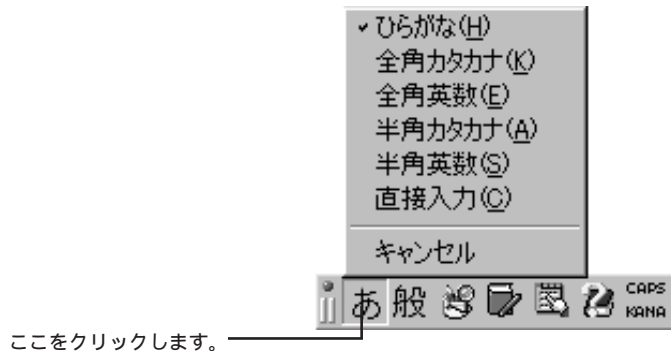 ひらがな(H)
全角カタカナ(K)
全角英数(E)
半角カタカナ(A)
半角英数(S)
直接入力(C)
キャンセル
あ 般 CAPS
KANA
ここをクリックします。